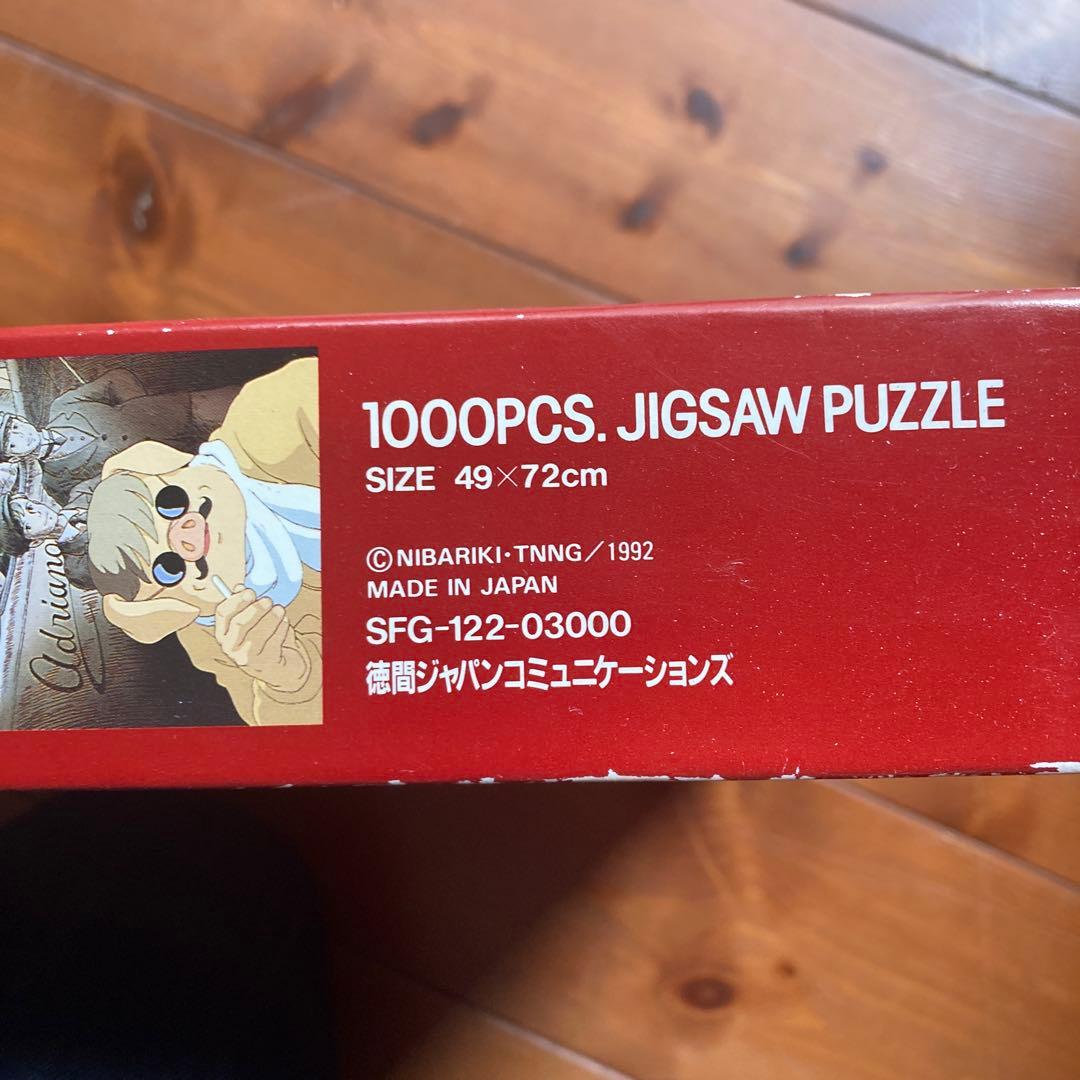 1000PCS. JIGSAW PUZZLE
SIZE 49×72cm
©NIBARIKI・TNNG/1992
MADE IN JAPAN
SFG-122-03000
徳間ジャパンコミュニケーションズ
Adriano